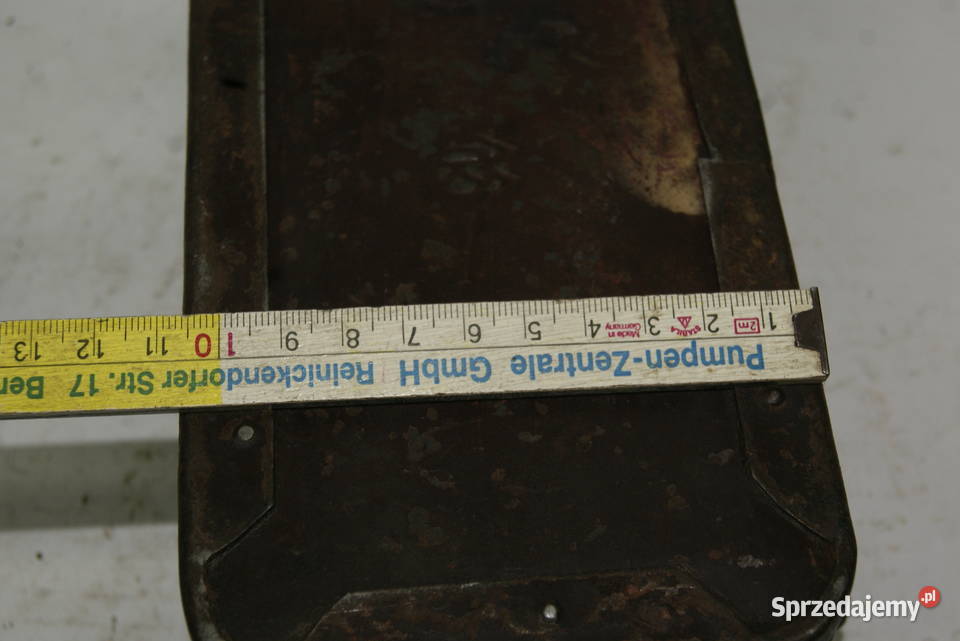 1 2m 2 STABILA 3 Made in Germany 4 5 6 7 8 9 10 11 12 13
Pumpen-Zentrale GmbH Reinickendorfer Str. 17 Ber
Sprzedajemy.pl